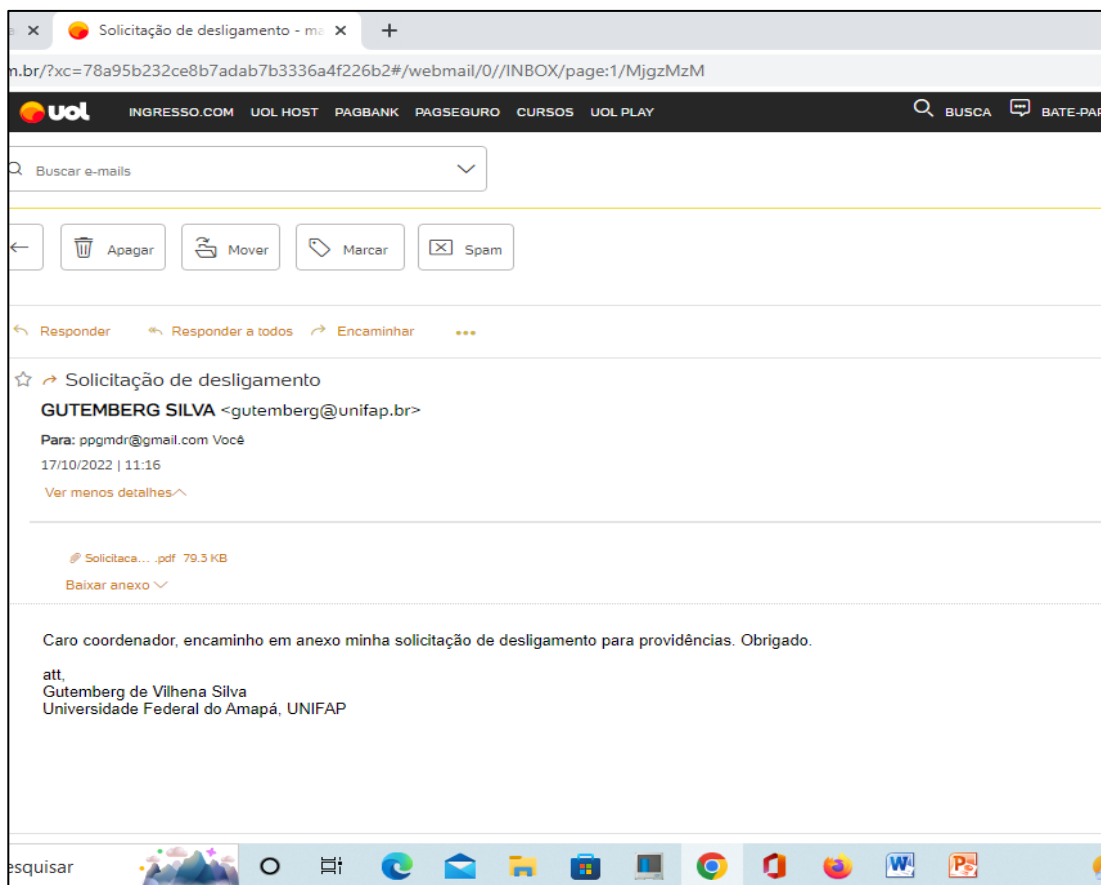 Solicitação de desligamento - ma
n.br/?xc=78a95b232ce8b7adab7b3336a4f226b2#/webmail/0//INBOX/page:1/MjgzMzM
uol INGRESSO.COM UOL HOST PAGBANK PAGSEGURO CURSOS UOL PLAY BUSCA BATE-PAP
Buscar e-mails
Apagar Mover Marcar Spam
Responder Responder a todos Encaminhar
Solicitação de desligamento
GUTEMBERG SILVA <gutemberg@unifap.br>
Para: ppgmdr@gmail.com Você
17/10/2022 | 11:16
Ver menos detalhes
Solicitaca... .pdf 79.3 KB
Baixar anexo
Caro coordenador, encaminho em anexo minha solicitação de desligamento para providências. Obrigado.
att,
Gutemberg de Vilhena Silva
Universidade Federal do Amapá, UNIFAP
esquisar